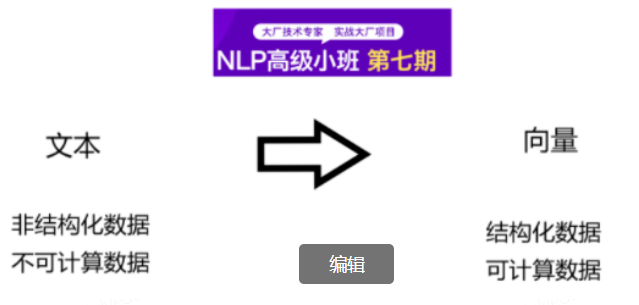 大厂技术专家 实战大厂项目
NLP高级小班 第七期
文本
向量
非结构化数据
不可计算数据
结构化数据
可计算数据
编辑